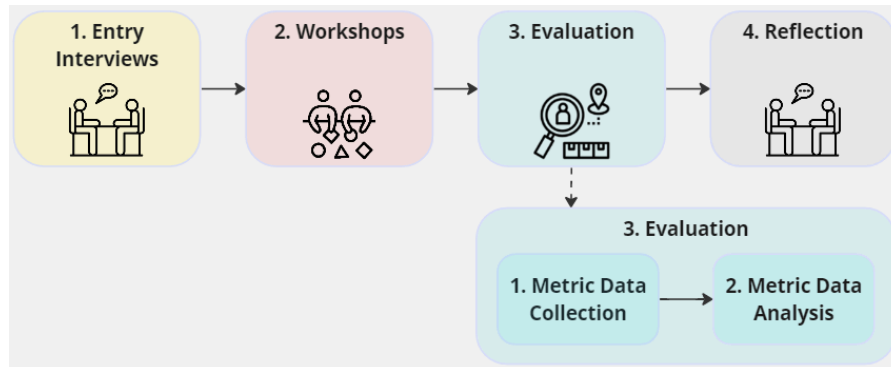 1. Entry
Interviews
2. Workshops
3. Evaluation
4. Reflection
3. Evaluation
1. Metric Data
Collection
2. Metric Data
Analysis